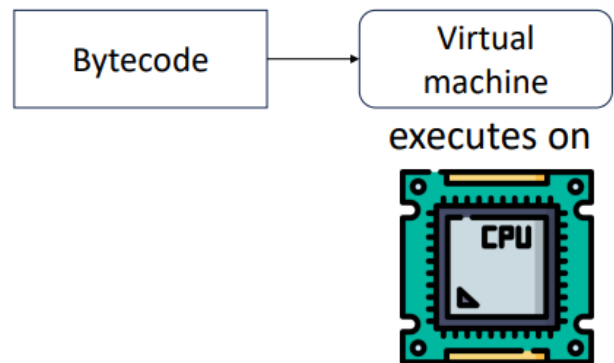 Bytecode
Virtual
machine
executes on
CPU